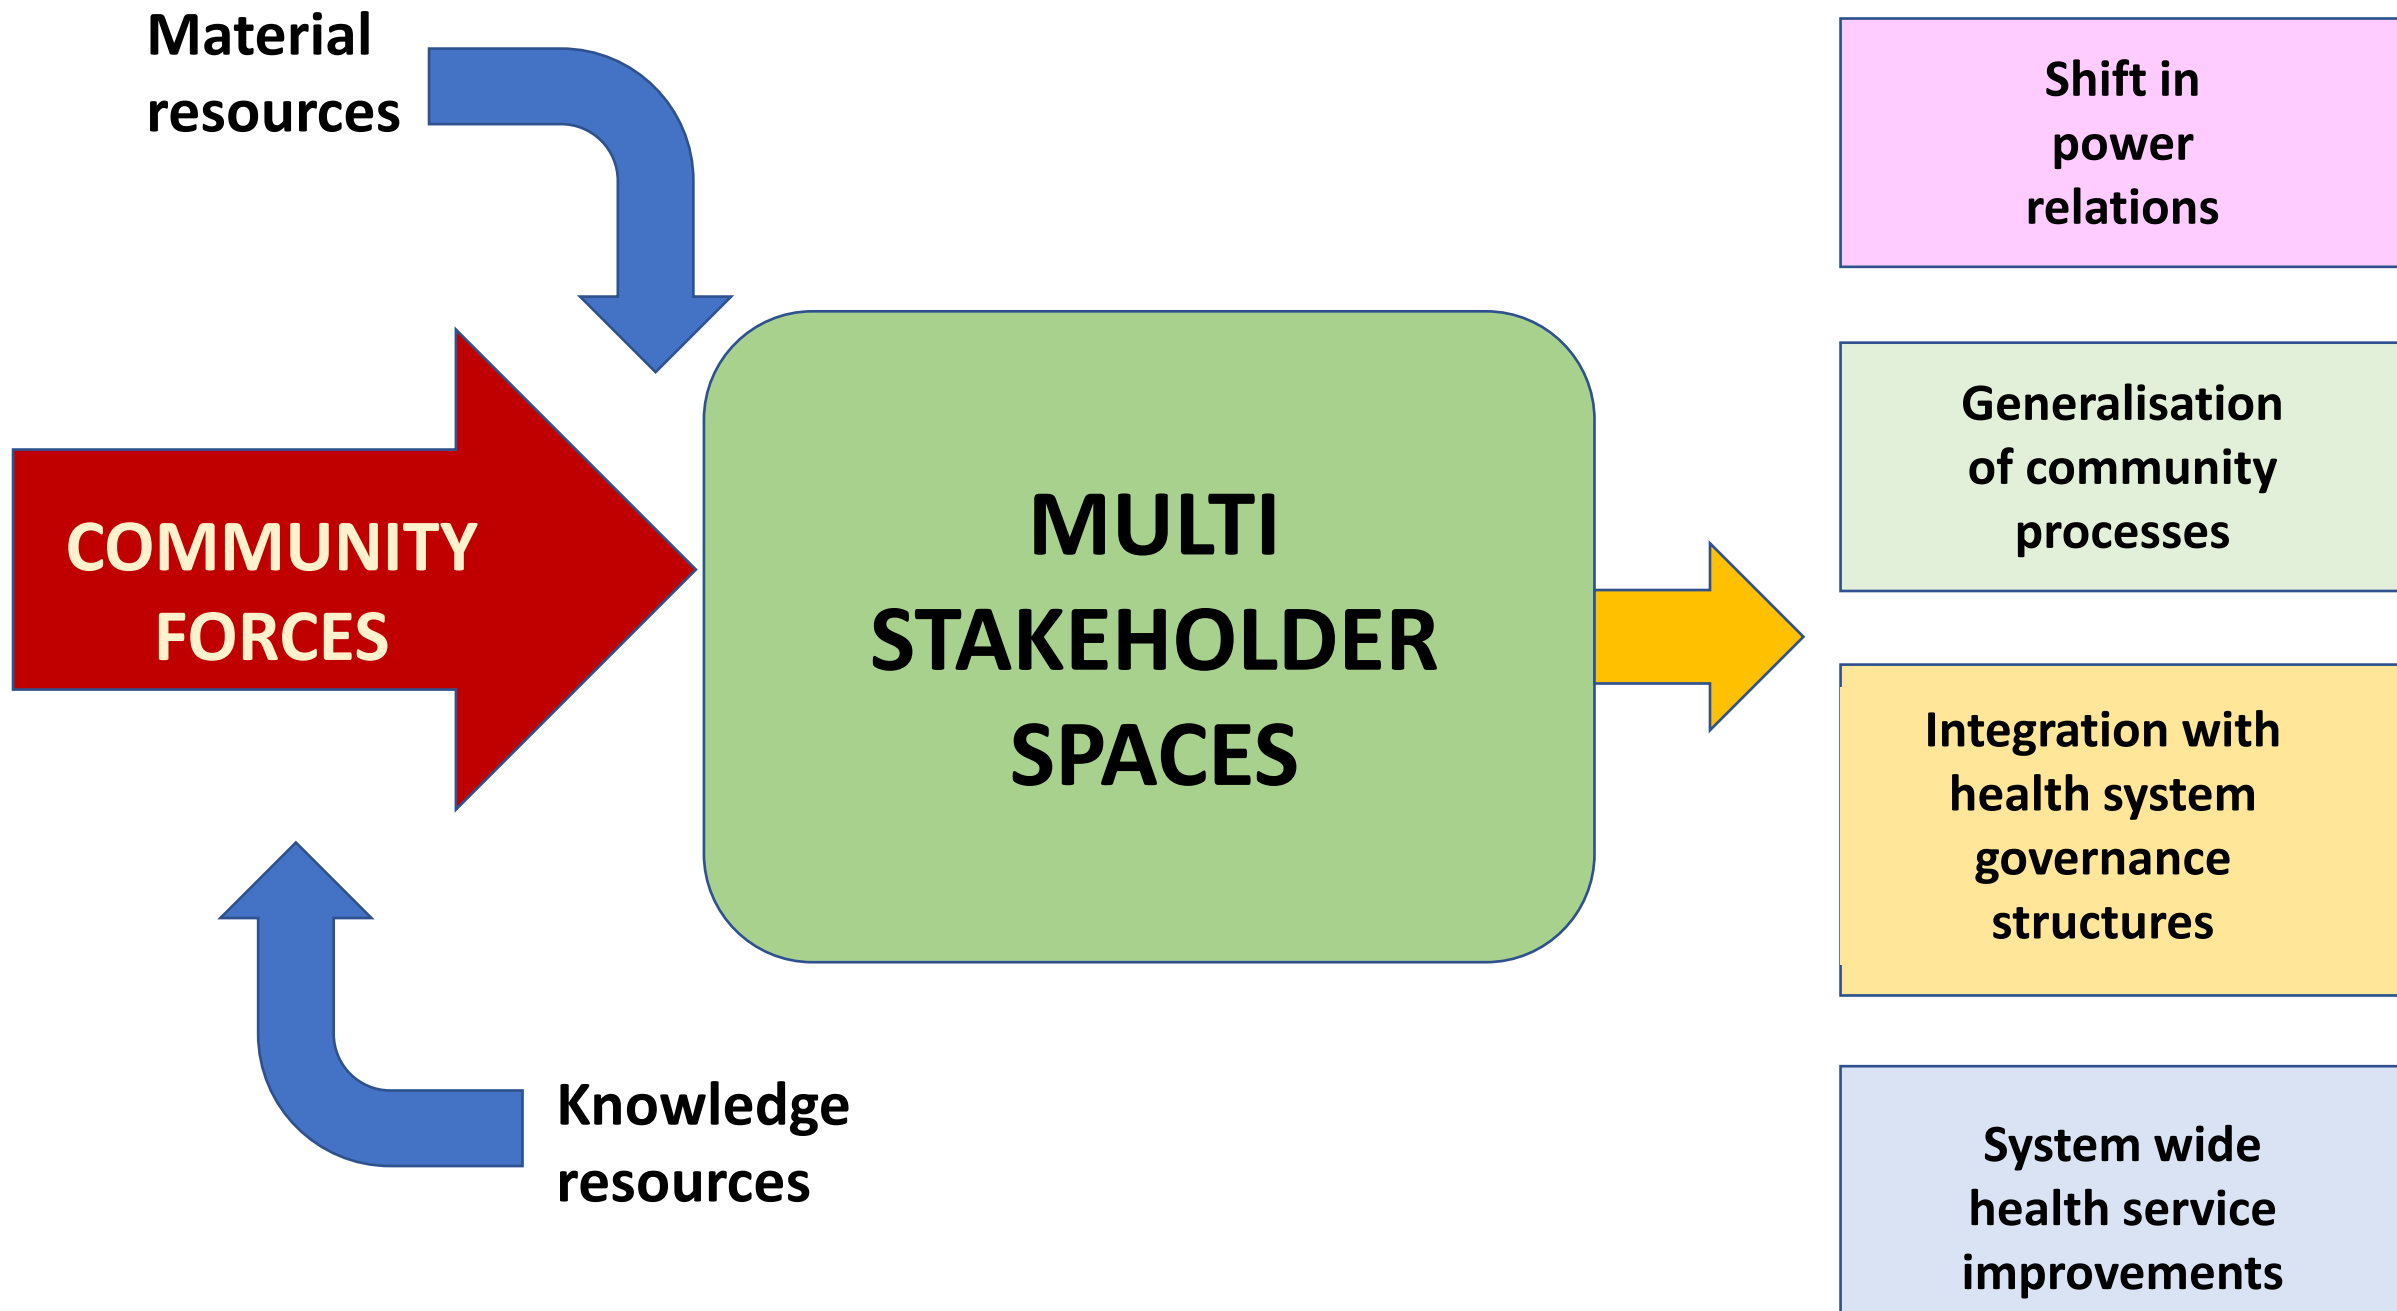 Material
resources
COMMUNITY
FORCES
Knowledge
resources
MULTI
STAKEHOLDER
SPACES
Shift in
power
relations
Generalisation
of community
processes
Integration with
health system
governance
structures
System wide
health service
improvements